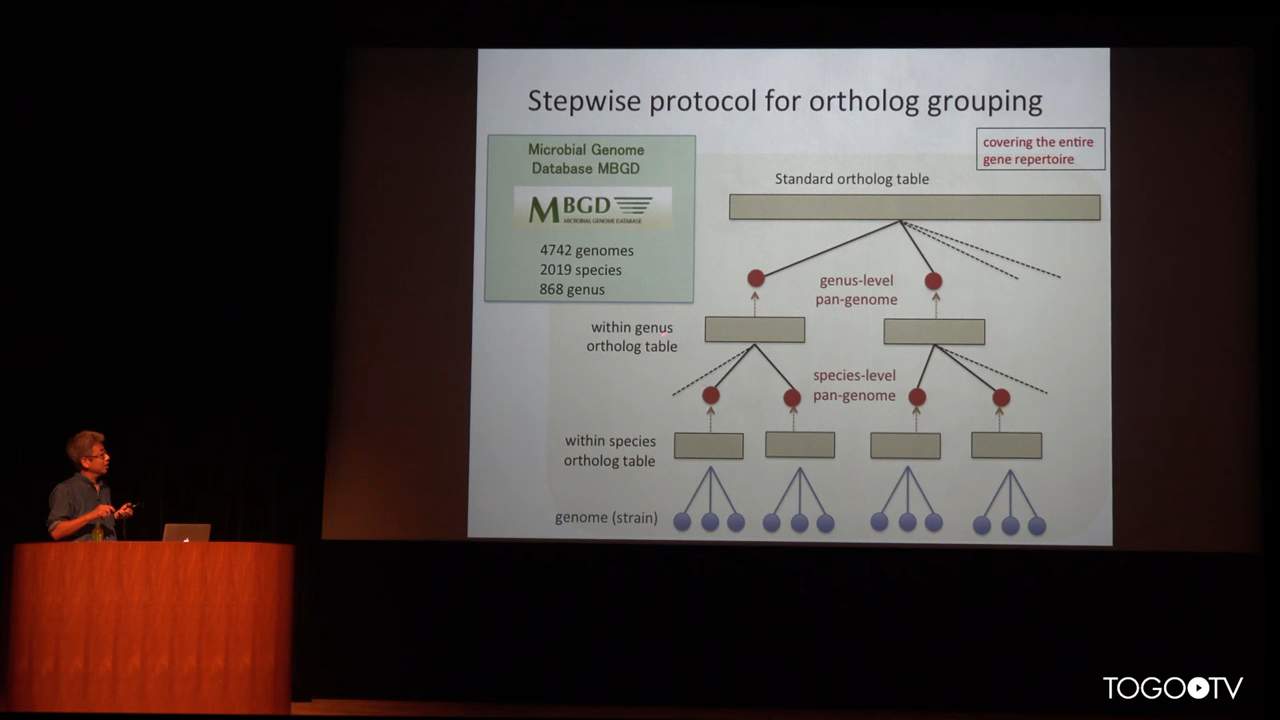 Stepwise protocol for ortholog grouping
Microbial Genome
Database MBGD
MBGD
MICROBIAL GENOME DATABASE
4742 genomes
2019 species
868 genus
covering the entire
gene repertoire
Standard ortholog table
genus-level
pan-genome
within genus
ortholog table
species-level
pan-genome
within species
ortholog table
genome (strain)
TOGO TV